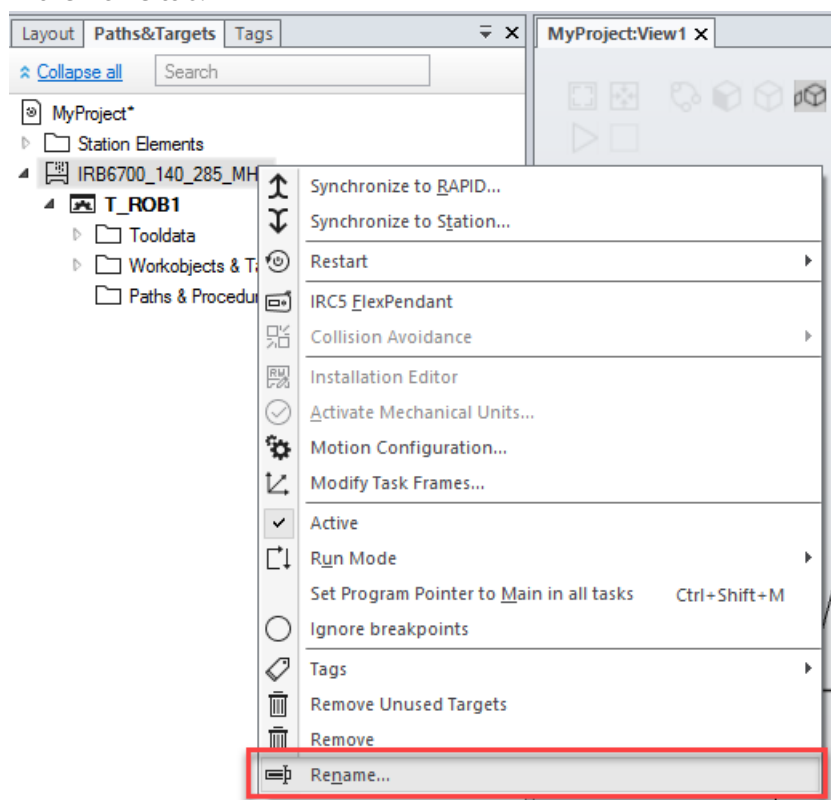 Layout Paths&Targets Tags
MyProject:View1
Collapse all Search
MyProject*
Station Elements
IRB6700_140_285_MH
T_ROB1
Tooldata
Workobjects &
Paths &
Synchronize to RAPID...
Synchronize to Station...
Restart
IRC5 FlexPendant
Collision Avoidance
Installation Editor
Activate Mechanical Units...
Motion Configuration...
Modify Task Frames...
Active
Run Mode
Set Program Pointer to Main in all tasks Ctrl+Shift+M
Ignore breakpoints
Tags
Remove Unused Targets
Remove
Rename...